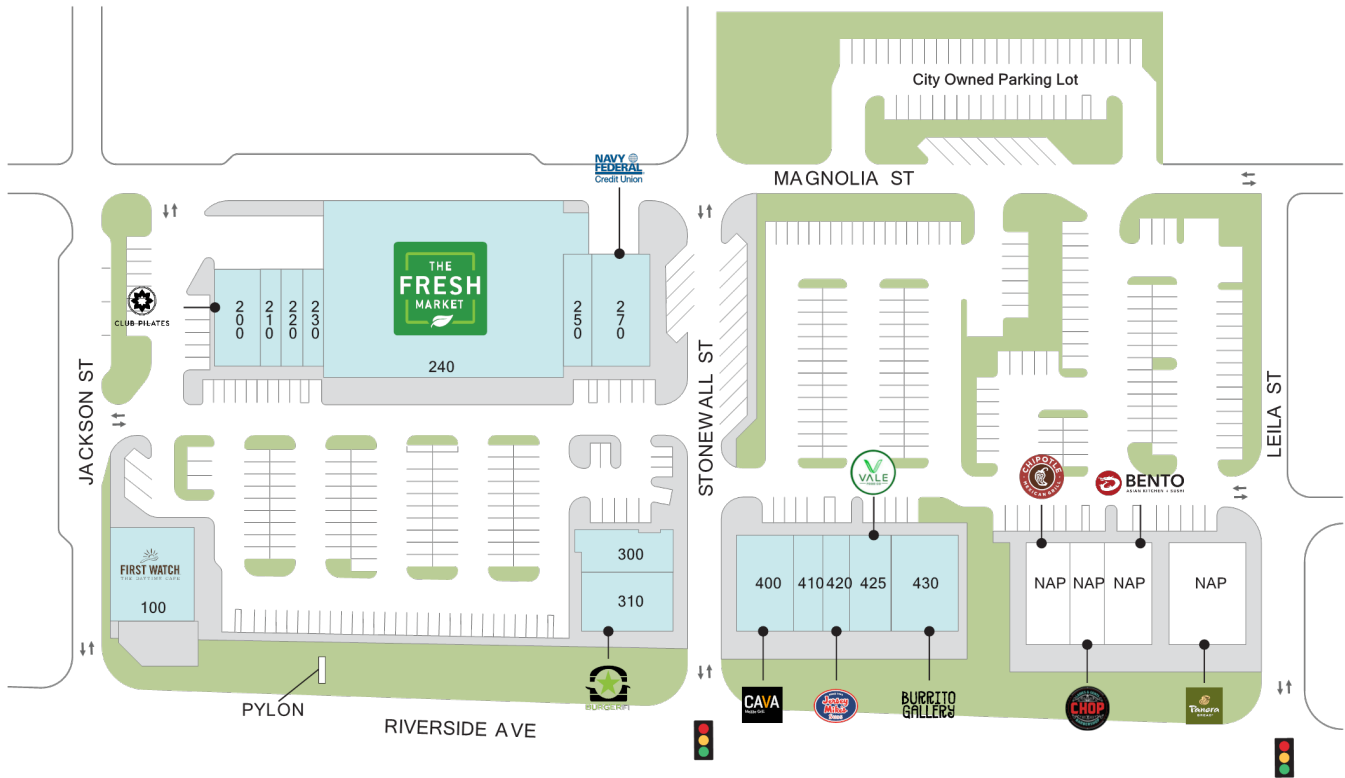 City Owned Parking Lot
NAVY
FEDERAL
Credit Union
MAGNOLIA ST
THE
FRESH
MARKET
CLUB PILATES
200
210
220
230
240
250
270
JACKSON ST
STONEWALL ST
LEILA ST
VALE
CHIPOTLE
MEXICAN GRILL
BENTO
ASIAN KITCHEN + SUSHI
FIRST WATCH
THE DAYTIME CAFE
100
300
310
400
410
420
425
430
NAP
NAP
NAP
NAP
BURGERFI
CAVA
Jersey
Mike's
Subs
BURRITO
GALLERY
CHOP
Panera
BREAD
PYLON
RIVERSIDE AVE